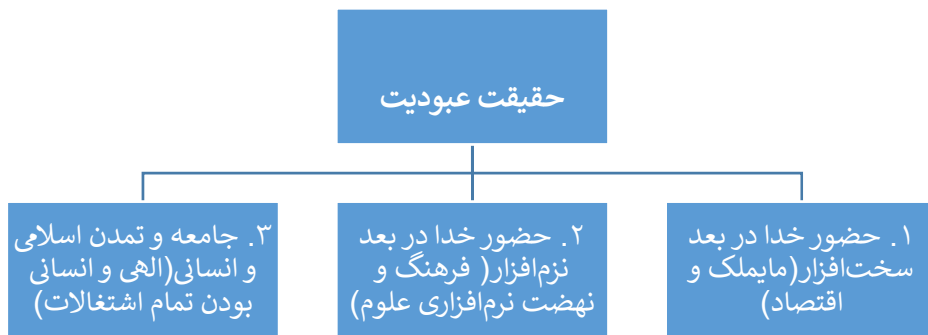 حقیقت عبودیت
۱. حضور خدا در بعد
سخت‌افزار(مایملک و
اقتصاد)
۲. حضور خدا در بعد
نزم‌افزار( فرهنگ و
نهضت نرم‌افزاری علوم)
۳. جامعه و تمدن اسلامی
و انسانی(الهی و انسانی
بودن تمام اشتغالات)